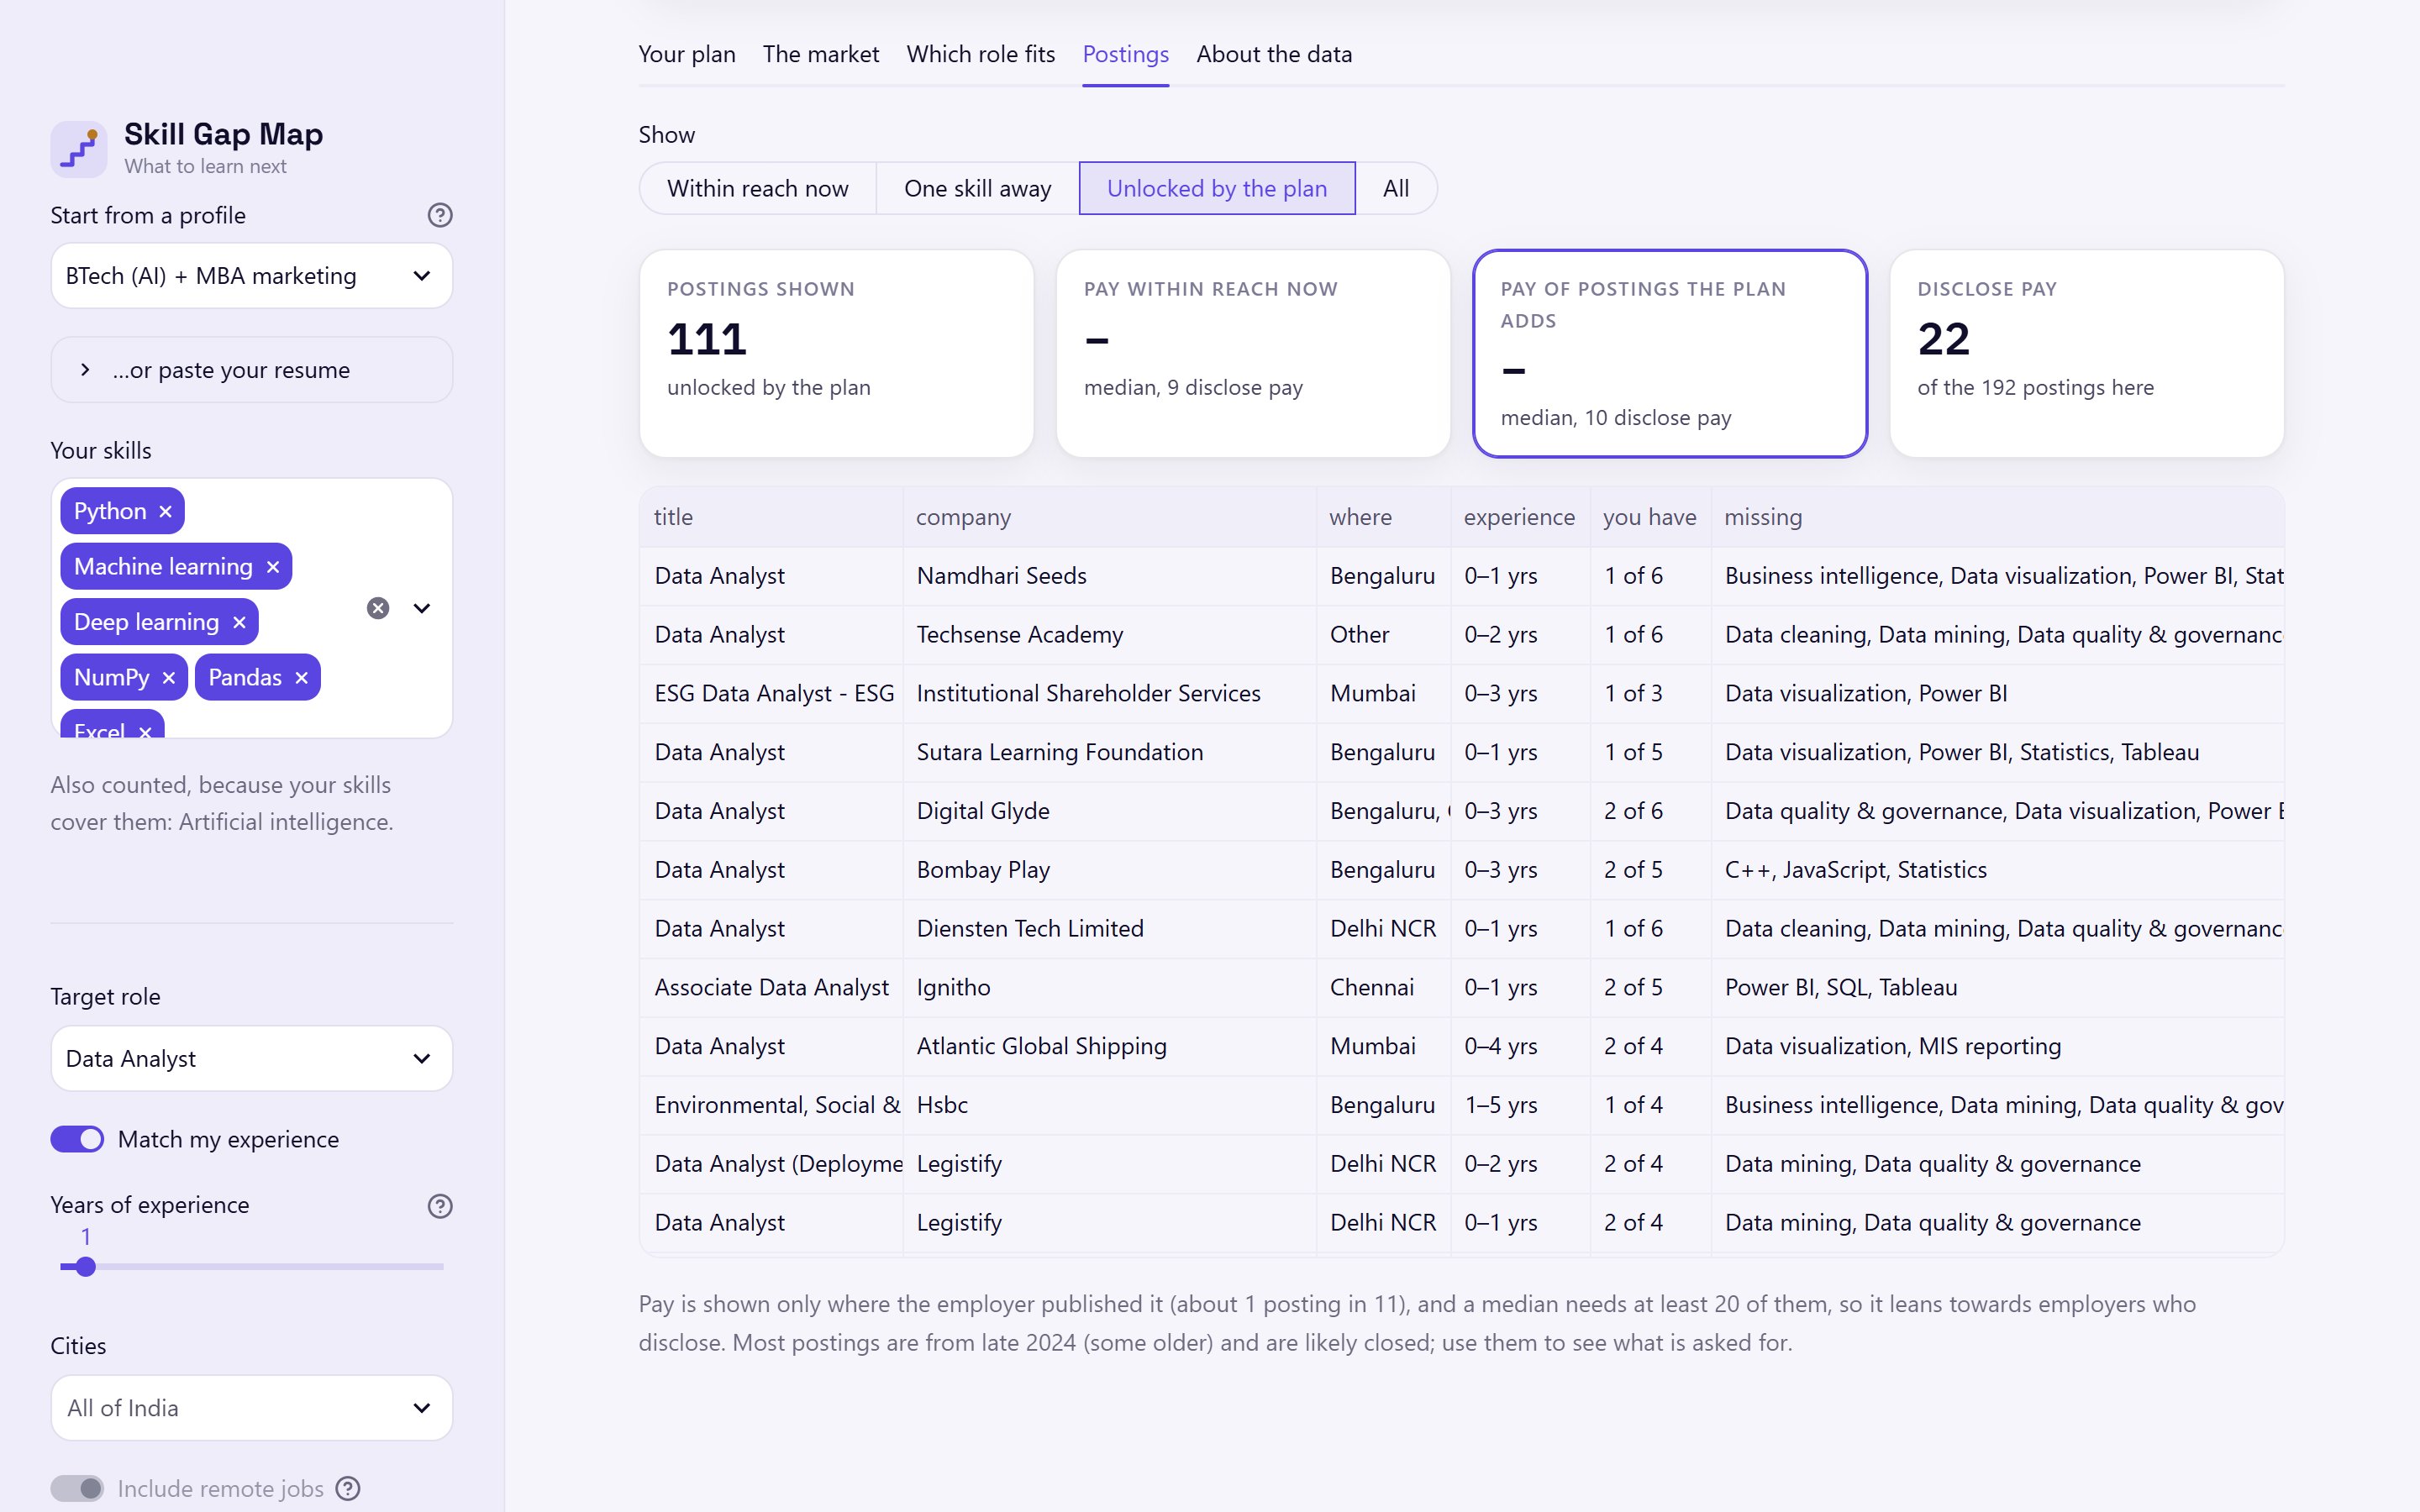 Skill Gap Map
What to learn next
Start from a profile
BTech (AI) + MBA marketing
...or paste your resume
Your skills
Python
Machine learning
Deep learning
NumPy Pandas
Excel
Also counted, because your skills
cover them: Artificial intelligence.
Target role
Data Analyst
Match my experience
Years of experience
1
Cities
All of India
Include remote jobs
Your plan The market Which role fits Postings About the data
Show
Within reach now One skill away Unlocked by the plan All
POSTINGS SHOWN
111
unlocked by the plan
PAY WITHIN REACH NOW
–
median, 9 disclose pay
PAY OF POSTINGS THE PLAN
ADDS
–
median, 10 disclose pay
DISCLOSE PAY
22
of the 192 postings here
title company where experience you have missing
Data Analyst Namdhari Seeds Bengaluru 0–1 yrs 1 of 6 Business intelligence, Data visualization, Power BI, Stat
Data Analyst Techsense Academy Other 0–2 yrs 1 of 6 Data cleaning, Data mining, Data quality & governanc
ESG Data Analyst - ESG Institutional Shareholder Services Mumbai 0–3 yrs 1 of 3 Data visualization, Power BI
Data Analyst Sutara Learning Foundation Bengaluru 0–1 yrs 1 of 5 Data visualization, Power BI, Statistics, Tableau
Data Analyst Digital Glyde Bengaluru, 0–3 yrs 2 of 6 Data quality & governance, Data visualization, Power
Data Analyst Bombay Play Bengaluru 0–3 yrs 2 of 5 C++, JavaScript, Statistics
Data Analyst Diensten Tech Limited Delhi NCR 0–1 yrs 1 of 6 Data cleaning, Data mining, Data quality & governanc
Associate Data Analyst Ignitho Chennai 0–1 yrs 2 of 5 Power BI, SQL, Tableau
Data Analyst Atlantic Global Shipping Mumbai 0–4 yrs 2 of 4 Data visualization, MIS reporting
Environmental, Social & Hsbc Bengaluru 1–5 yrs 1 of 4 Business intelligence, Data mining, Data quality & gov
Data Analyst (Deployme Legistify Delhi NCR 0–2 yrs 2 of 4 Data mining, Data quality & governance
Data Analyst Legistify Delhi NCR 0–1 yrs 2 of 4 Data mining, Data quality & governance
Pay is shown only where the employer published it (about 1 posting in 11), and a median needs at least 20 of them, so it leans towards employers who
disclose. Most postings are from late 2024 (some older) and are likely closed; use them to see what is asked for.